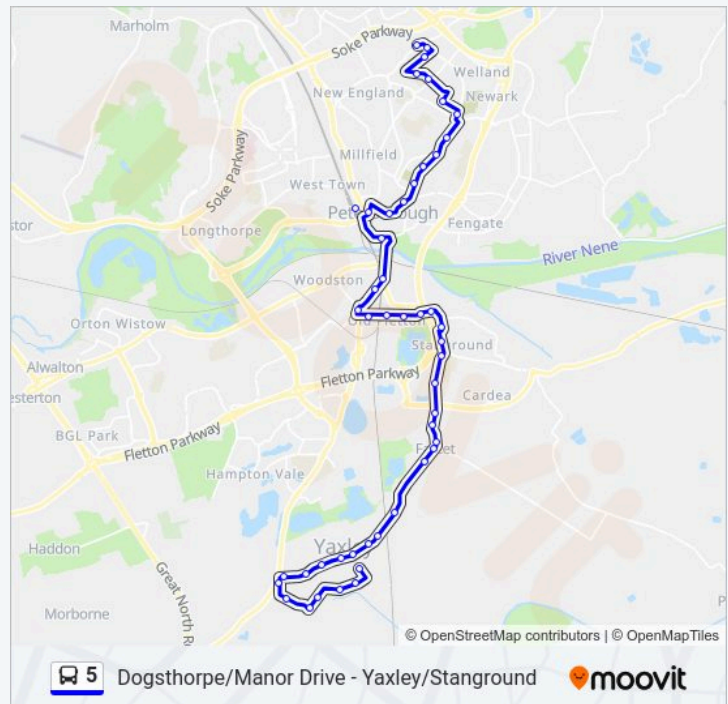 Marholm
Soke Parkway
Welland
New England
Newark
Millfield
Soke Parkway
West Town
Peterborough
Longthorpe
Fengate
River Nene
Woodston
Orton Wistow
Old Fletton
Stanground
Alwalton
Fletton Parkway
Cardea
BGL Park
Fletton Parkway
Farcet
Hampton Vale
Haddon
Yaxley
Great North Ro
Morborne
© OpenStreetMap contributors | © OpenMapTiles
5 Dogsthorpe/Manor Drive - Yaxley/Stanground
moovit